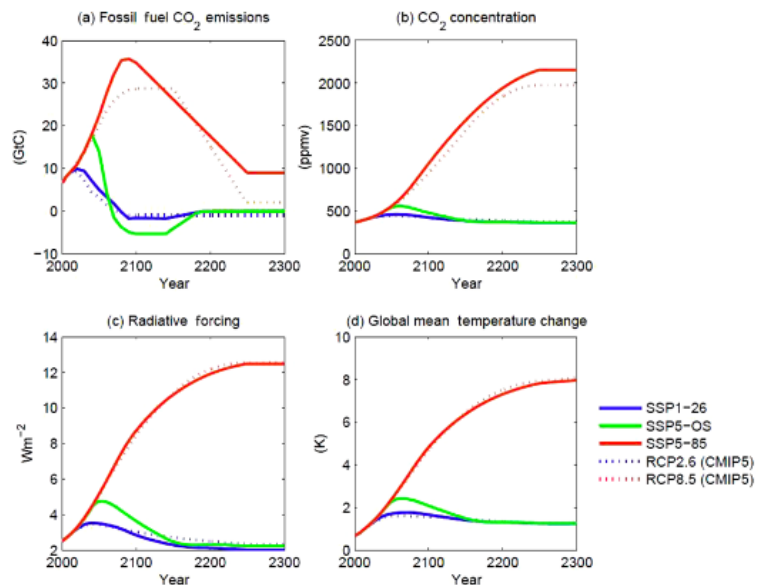 (a) Fossil fuel CO2 emissions
(b) CO2 concentration
40
30
20
10
0
−10
(GtC)
2000 2100 2200 2300
Year
2500
2000
1500
1000
500
0
(ppmv)
2000 2100 2200 2300
Year
(c) Radiative forcing
(d) Global mean temperature change
14
12
10
8
6
4
2
Wm−2
2000 2100 2200 2300
Year
10
8
6
4
2
0
(K)
2000 2100 2200 2300
Year
SSP1−26
SSP5−OS
SSP5−85
RCP2.6 (CMIP5)
RCP8.5 (CMIP5)